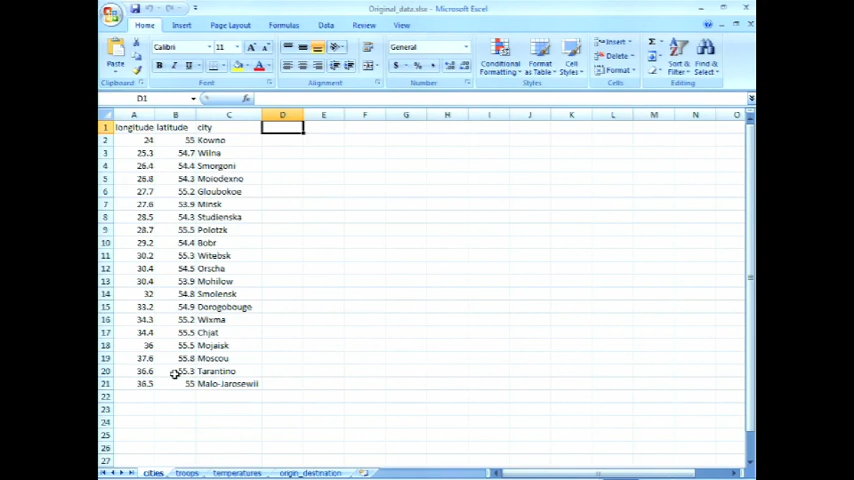 Original_data.xlsx - Microsoft Excel
Home Insert Page Layout Formulas Data Review View
Paste
Calibri 11
General
Conditional Formatting
Format as Table
Cell Styles
Insert
Delete
Format
Sort & Filter
Find & Select
Clipboard Font Alignment Number Styles Cells Editing
D1 fx
A B C D E F G H I J K L M N O
1 longitude latitude city
2 24 55 Kowno
3 25.3 54.7 Wilna
4 26.4 54.4 Smorgoni
5 26.8 54.3 Moiodexno
6 27.7 55.2 Gloubokoe
7 27.6 53.9 Minsk
8 28.5 54.3 Studienska
9 28.7 55.5 Polotzk
10 29.2 54.4 Bobr
11 30.2 55.3 Witebsk
12 30.4 54.5 Orscha
13 30.4 53.9 Mohilow
14 32 54.8 Smolensk
15 33.2 54.9 Dorogobouge
16 34.3 55.2 Wixma
17 34.4 55.5 Chjat
18 36 55.5 Mojaisk
19 37.6 55.8 Moscou
20 36.6 55.3 Tarantino
21 36.5 55 Malo-Jarosewii
22
23
24
25
26
27
cities troops temperatures origin_destination